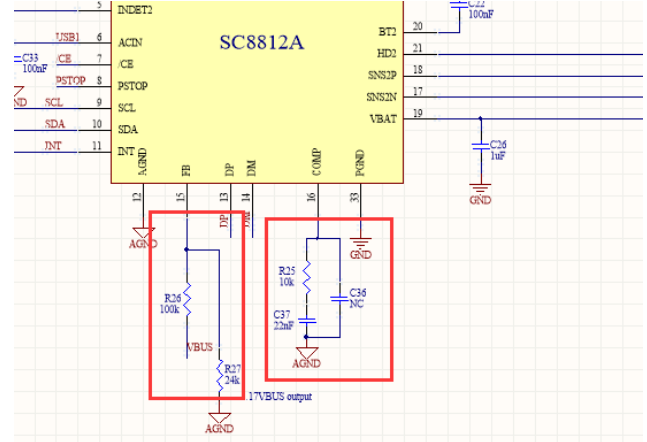 5 INDET2
C22
100nF
BT2 20
USB1 6 ACIN
SC8812A
HD2 21
C33
100nF
/CE 7 /CE
SNS2P 18
PSTOP 8 PSTOP
SNS2N 17
ND SCL 9 SCL
VBAT 19
SDA 10 SDA
INT 11 INT
C26
1uF
AGND FB DP DM COMP PGND
GND
12 15 13 14 16 33
DP DM
AGND
GND
R25
10k
R26
100k
C36
NC
C37
22nF
VBUS
AGND
R27
24k
17VBUS output
AGND